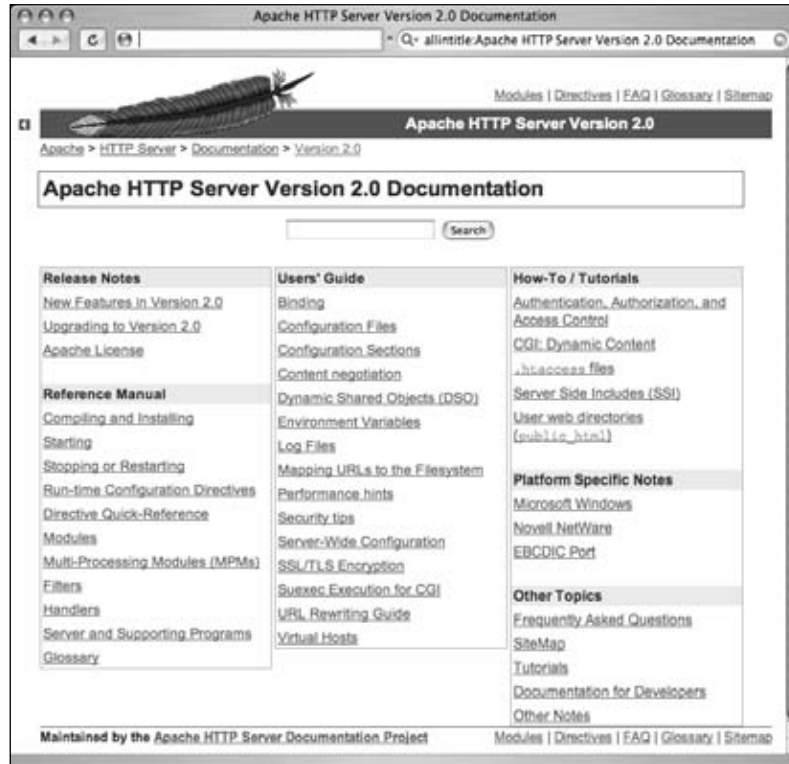 Apache HTTP Server Version 2.0 Documentation
allintitle:Apache HTTP Server Version 2.0 Documentation
Modules | Directives | FAQ | Glossary | Sitemap
Apache HTTP Server Version 2.0
Apache > HTTP Server > Documentation > Version 2.0
Apache HTTP Server Version 2.0 Documentation
Search
Release Notes
New Features in Version 2.0
Upgrading to Version 2.0
Apache License
Reference Manual
Compiling and Installing
Starting
Stopping or Restarting
Run-time Configuration Directives
Directive Quick-Reference
Modules
Multi-Processing Modules (MPMs)
Filters
Handlers
Server and Supporting Programs
Glossary
Users' Guide
Binding
Configuration Files
Configuration Sections
Content negotiation
Dynamic Shared Objects (DSO)
Environment Variables
Log Files
Mapping URLs to the Filesystem
Performance hints
Security tips
Server-Wide Configuration
SSL/TLS Encryption
Suexec Execution for CGI
URL Rewriting Guide
Virtual Hosts
How-To / Tutorials
Authentication, Authorization, and
Access Control
CGI: Dynamic Content
.htaccess files
Server Side Includes (SSI)
User web directories
(public_html)
Platform Specific Notes
Microsoft Windows
Novell NetWare
EBCDIC Port
Other Topics
Frequently Asked Questions
SiteMap
Tutorials
Documentation for Developers
Other Notes
Maintained by the Apache HTTP Server Documentation Project
Modules | Directives | FAQ | Glossary | Sitemap